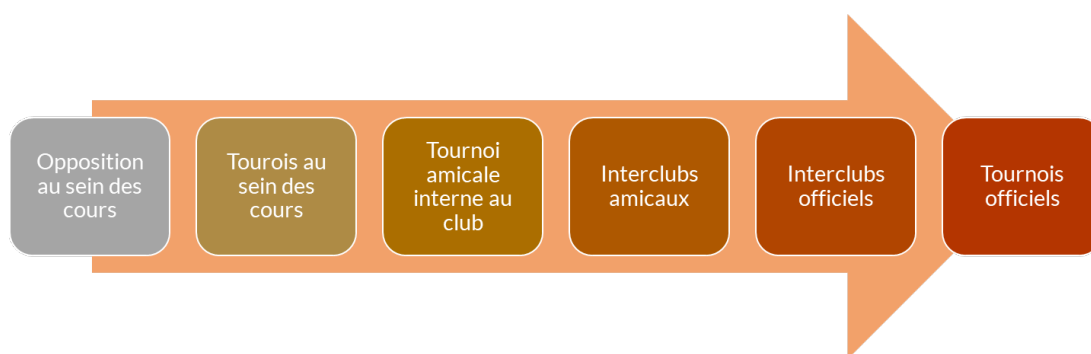 Opposition
au sein des
cours
Tourois au
sein des
cours
Tournoi
amicale
interne au
club
Interclubs
amicaux
Interclubs
officiels
Tournois
officiels